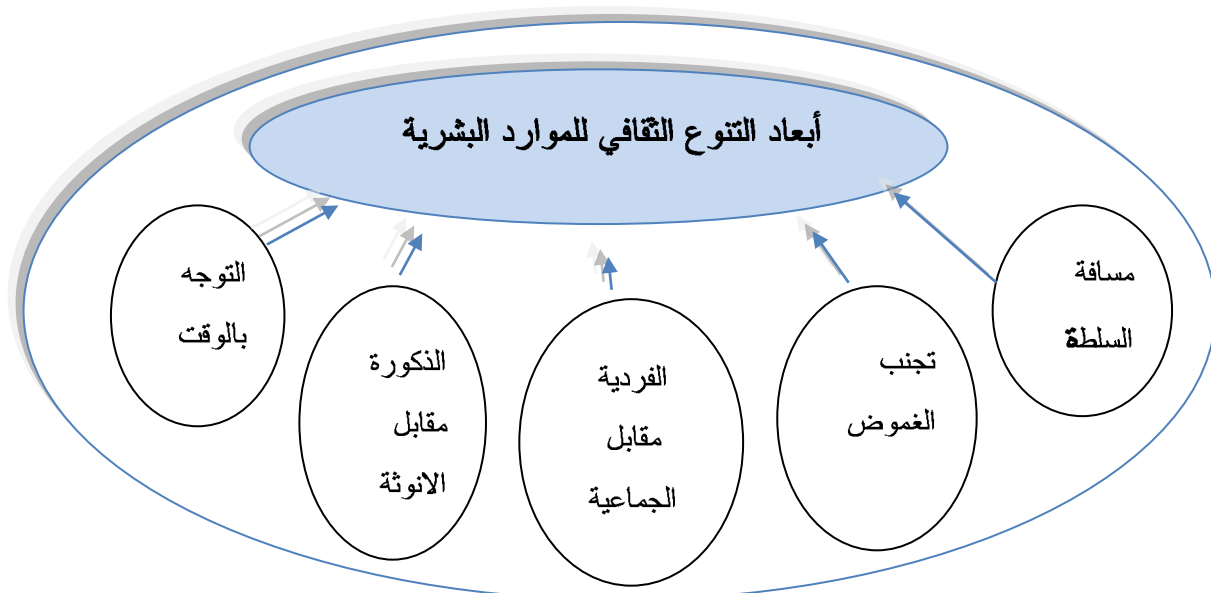 أبعاد التنوع الثقافي للموارد البشرية
مسافة
السلطة
تجنب
الغموض
الفردية
مقابل
الجماعية
الذكورة
مقابل
الانوثة
التوجه
بالوقت